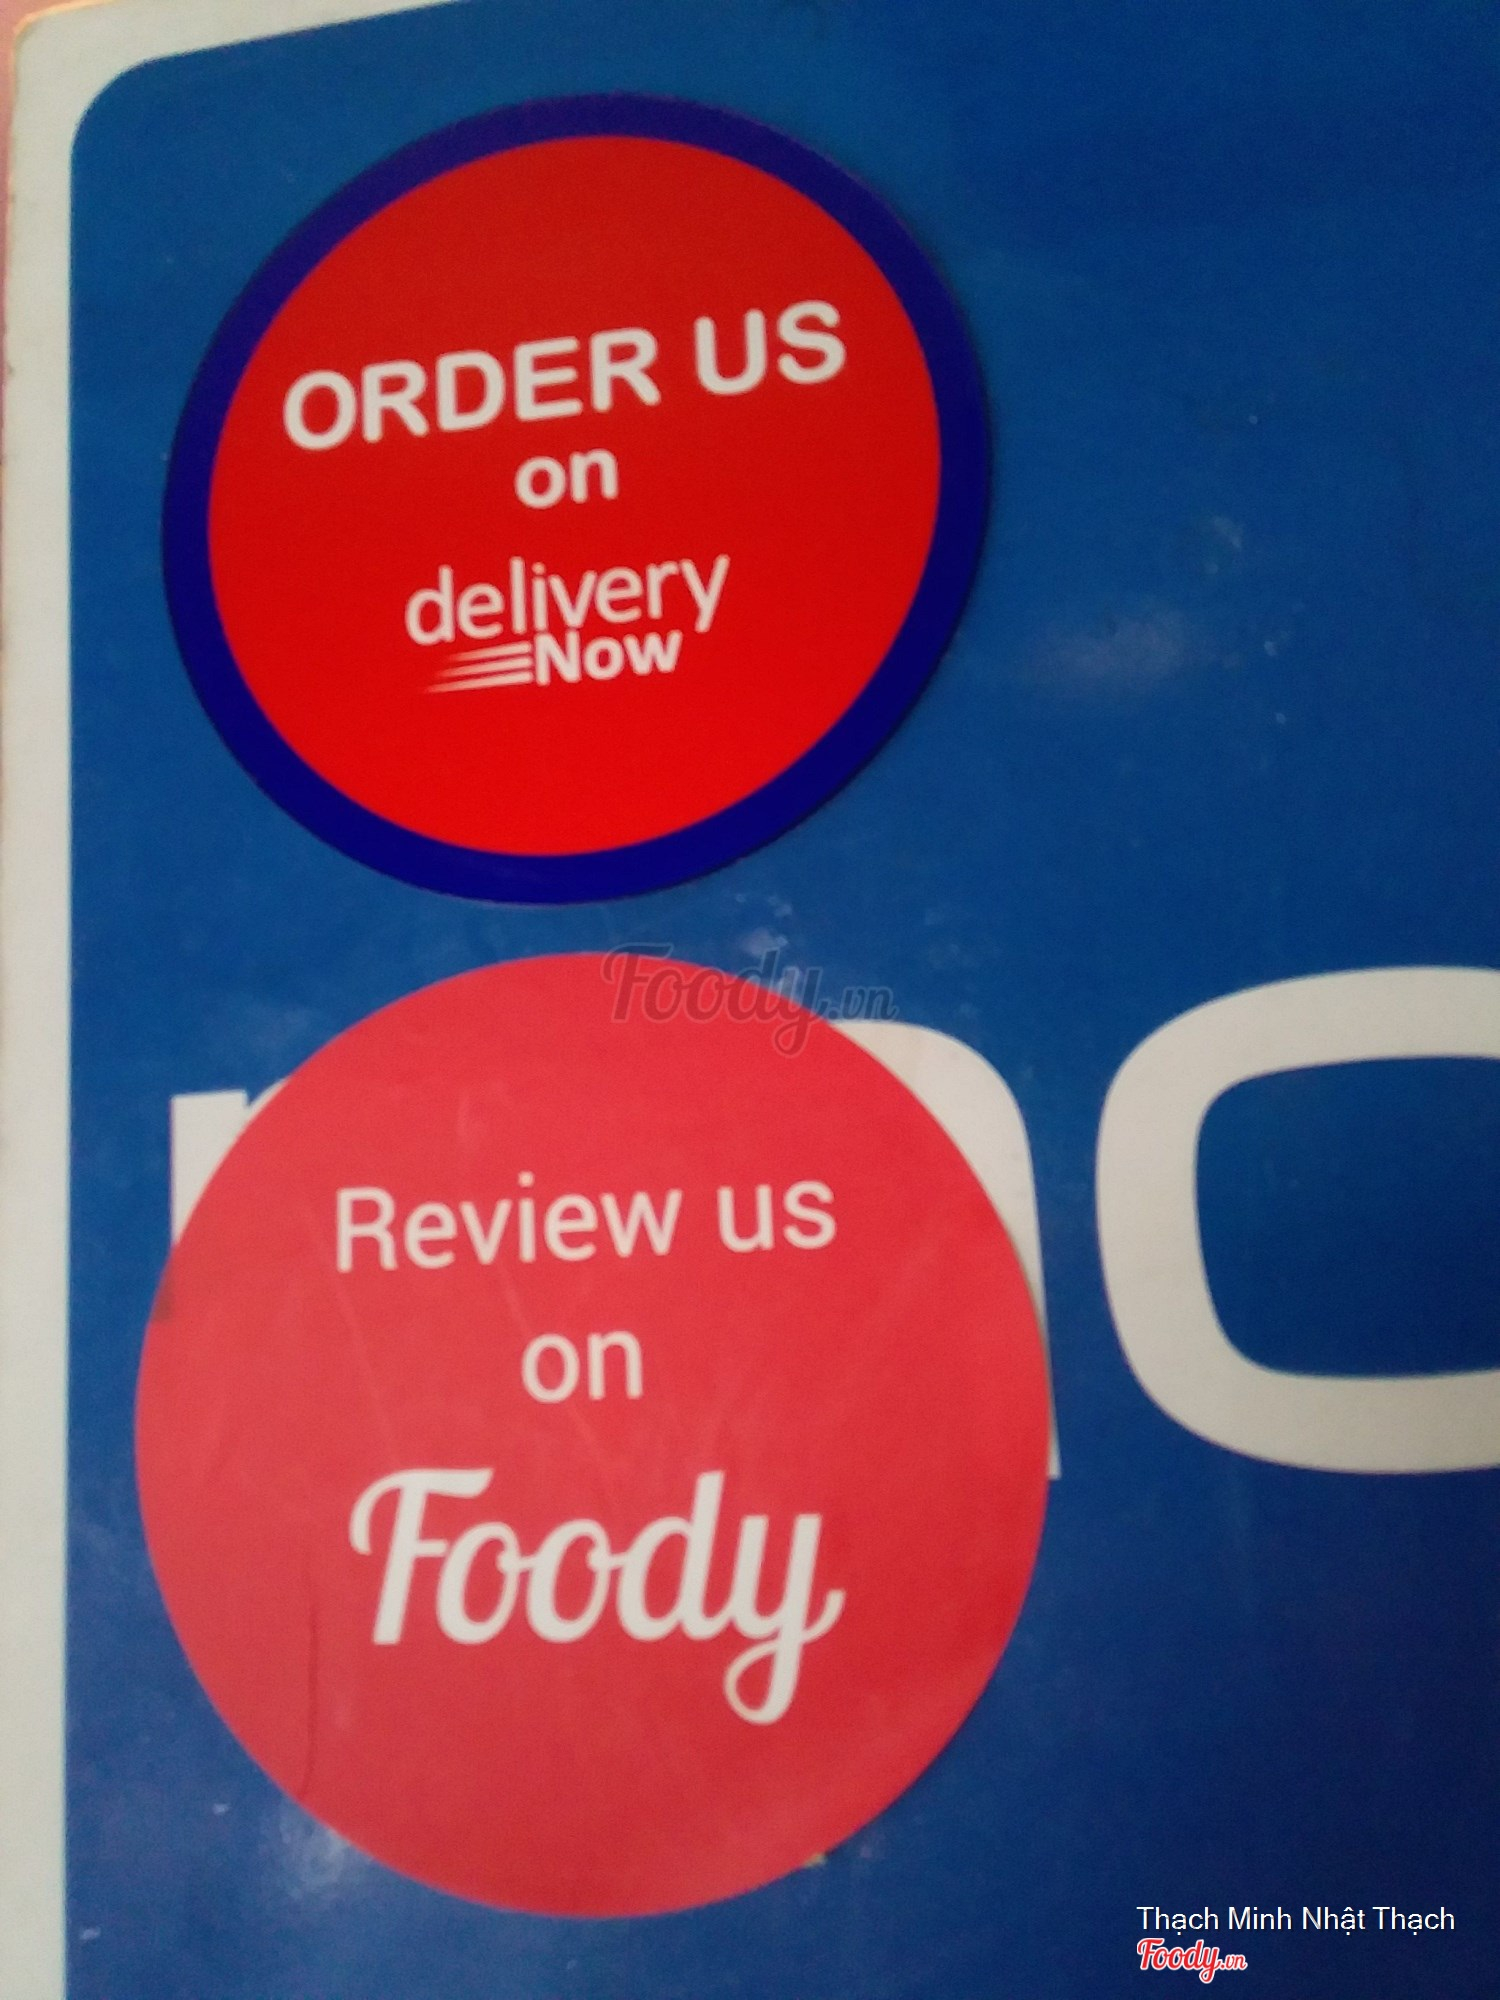 ORDER US
on
delivery
Now
Foody.vn
Review us
on
Foody
Thạch Minh Nhật Thạch
Foody.vn